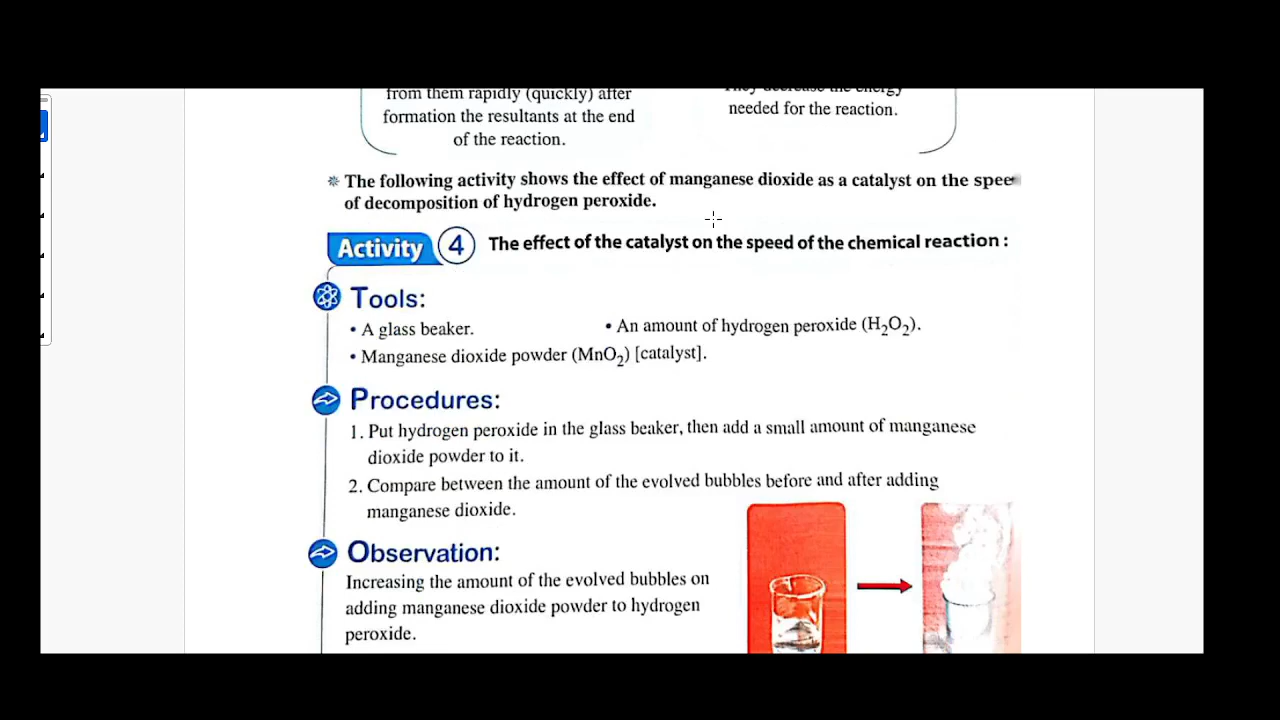 from them rapidly (quickly) after
formation the resultants at the end
of the reaction.
They decrease the energy
needed for the reaction.
* The following activity shows the effect of manganese dioxide as a catalyst on the spee
of decomposition of hydrogen peroxide.
Activity 4 The effect of the catalyst on the speed of the chemical reaction :
Tools:
• A glass beaker.
• An amount of hydrogen peroxide (H₂O₂).
• Manganese dioxide powder (MnO₂) [catalyst].
Procedures:
1. Put hydrogen peroxide in the glass beaker, then add a small amount of manganese
dioxide powder to it.
2. Compare between the amount of the evolved bubbles before and after adding
manganese dioxide.
Observation:
Increasing the amount of the evolved bubbles on
adding manganese dioxide powder to hydrogen
peroxide.